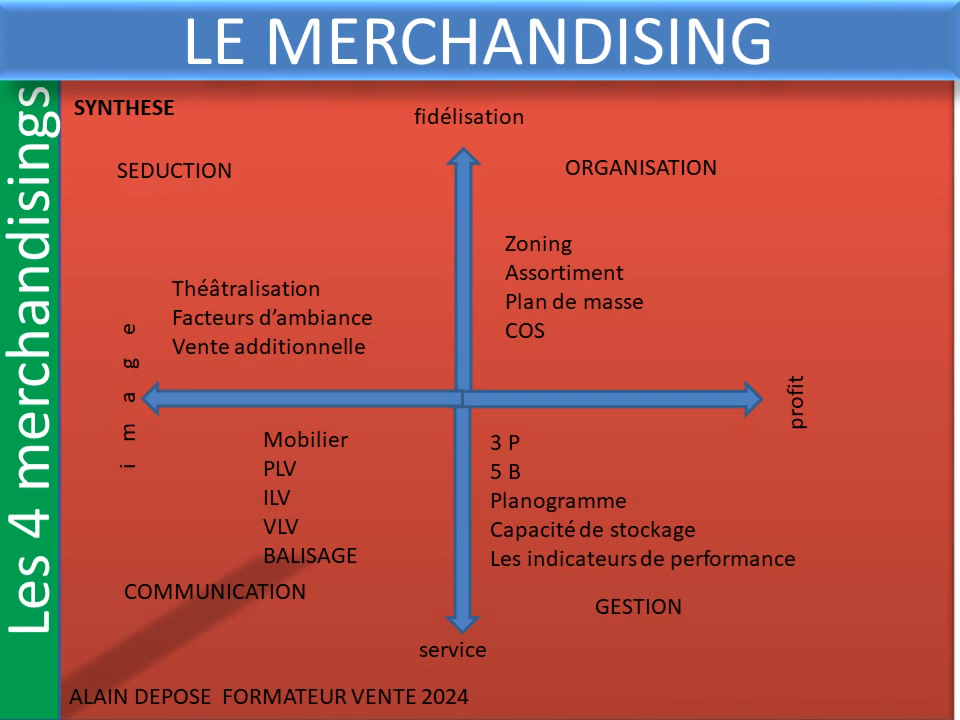 LE MERCHANDISING
Les 4 merchandisings
SYNTHESE
fidélisation
SEDUCTION
ORGANISATION
Zoning
Assortiment
Plan de masse
COS
Théâtralisation
Facteurs d’ambiance
Vente additionnelle
image
profit
Mobilier
PLV
ILV
VLV
BALISAGE
COMMUNICATION
3 P
5 B
Planogramme
Capacité de stockage
Les indicateurs de performance
GESTION
service
ALAIN DEPOSE FORMATEUR VENTE 2024